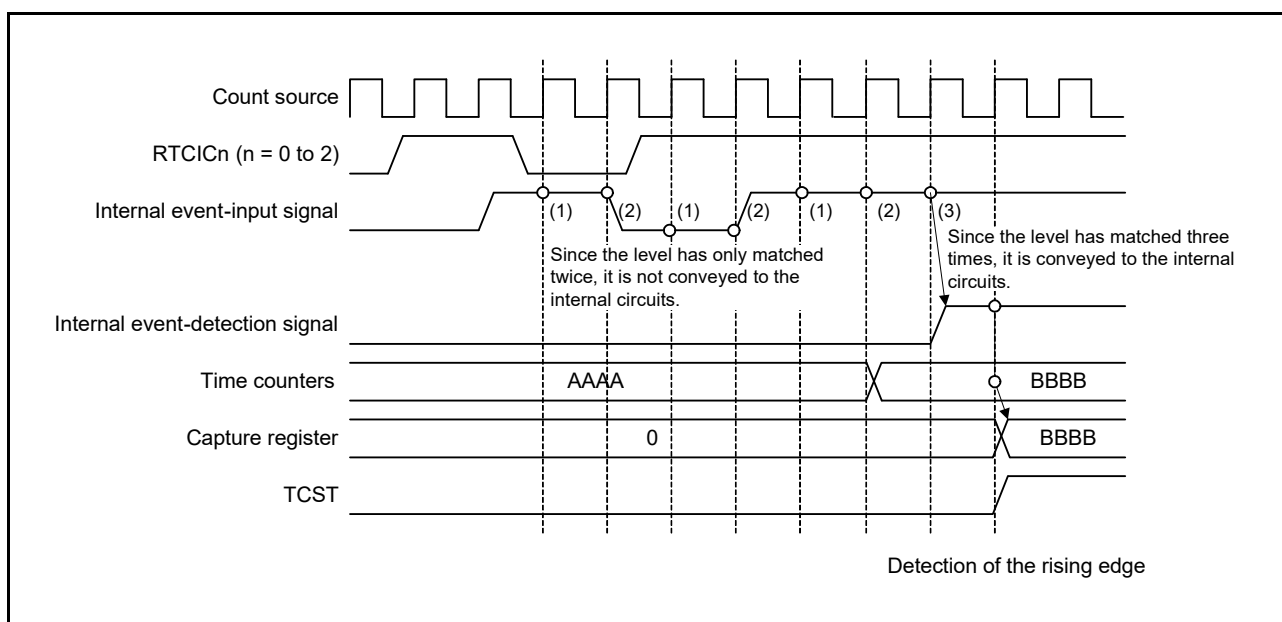 Count source
RTCICn (n = 0 to 2)
Internal event-input signal
(1)
(2)
(1)
(2)
(1)
(2)
(3)
Since the level has only matched
twice, it is not conveyed to the
internal circuits.
Since the level has matched three
times, it is conveyed to the internal
circuits.
Internal event-detection signal
Time counters
AAAA
BBBB
Capture register
0
BBBB
TCST
Detection of the rising edge